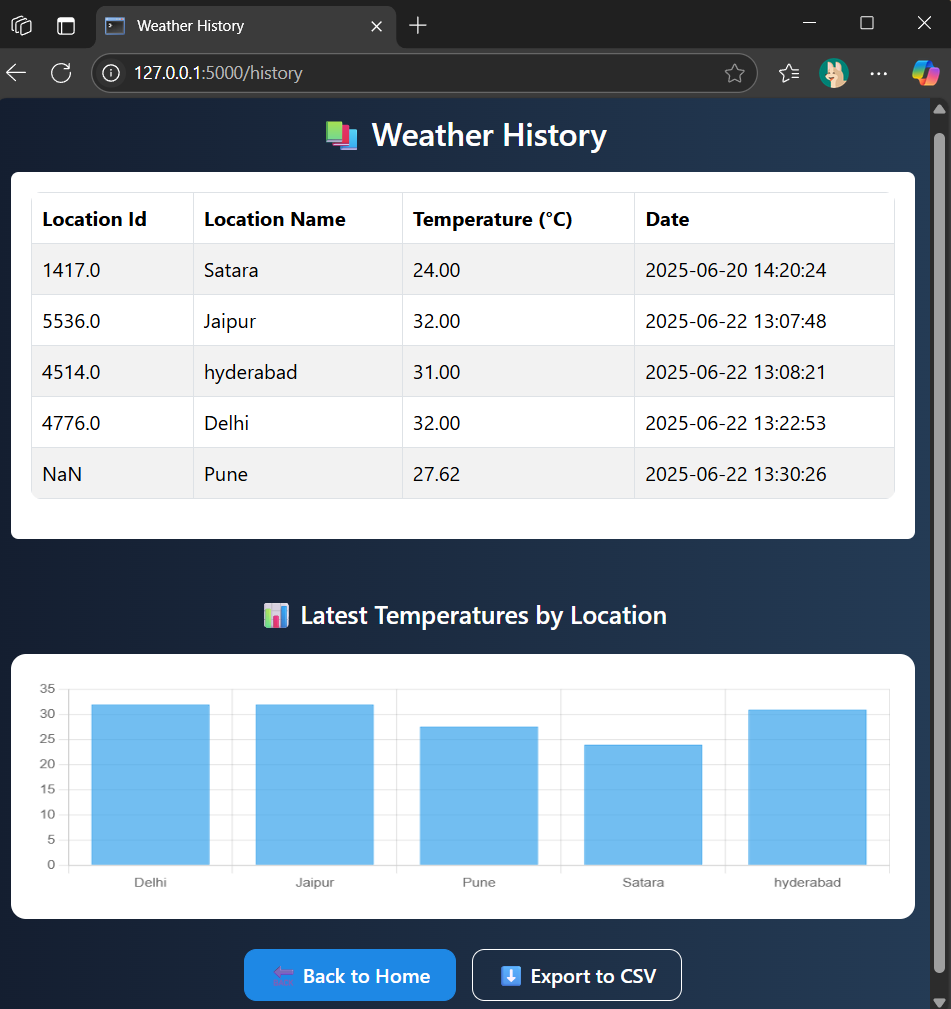 Weather History
127.0.0.1:5000/history
Weather History
Location Id Location Name Temperature (°C) Date
1417.0 Satara 24.00 2025-06-20 14:20:24
5536.0 Jaipur 32.00 2025-06-22 13:07:48
4514.0 hyderabad 31.00 2025-06-22 13:08:21
4776.0 Delhi 32.00 2025-06-22 13:22:53
NaN Pune 27.62 2025-06-22 13:30:26
Latest Temperatures by Location
35
30
25
20
15
10
5
0
Delhi Jaipur Pune Satara hyderabad
Back to Home Export to CSV